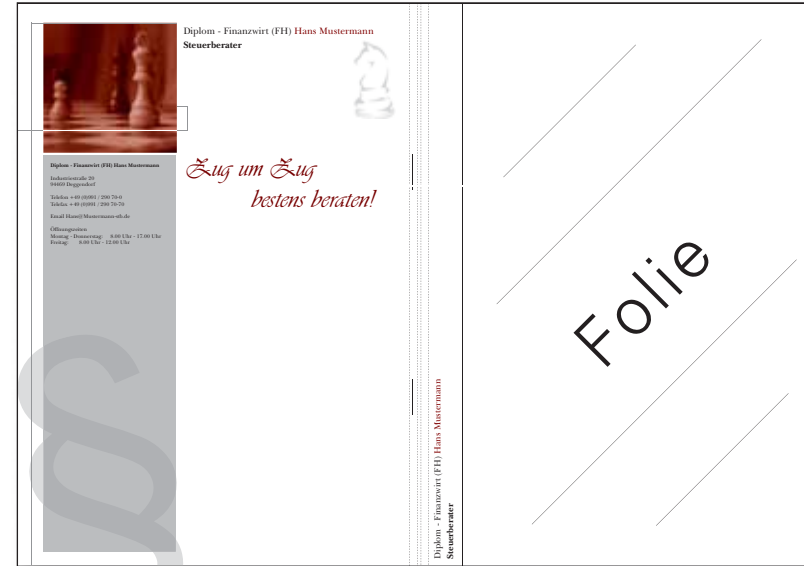 Diplom - Finanzwirt (FH) Hans Mustermann
Steuerberater
Zug um Zug
bestens beraten!
Diplom - Finanzwirt (FH) Hans Mustermann
Industriestraße 29
94469 Deggendorf
Telefon +49 (0)991 / 290 70-0
Telefax +49 (0)991 / 290 70-70
Email Hans@Mustermann-stb.de
Öffnungszeiten
Montag - Donnerstag: 8.00 Uhr - 17.00 Uhr
Freitag: 8.00 Uhr - 12.00 Uhr
§
Diplom - Finanzwirt (FH) Hans Mustermann
Steuerberater
Folie